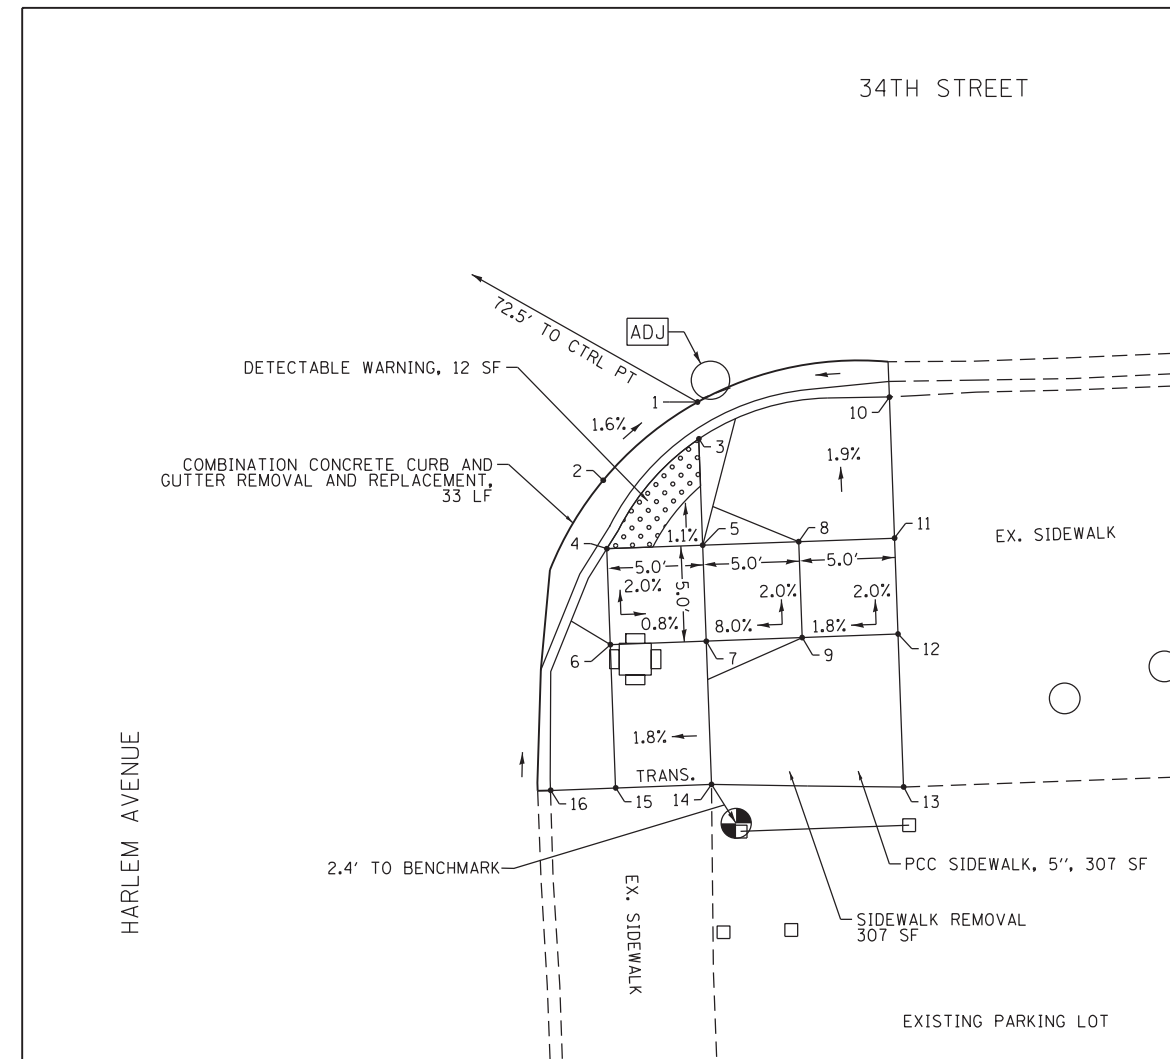 34TH STREET
72.5' TO CTRL PT
ADJ
DETECTABLE WARNING, 12 SF
1
10
1.6%
3
1.9%
COMBINATION CONCRETE CURB AND
GUTTER REMOVAL AND REPLACEMENT,
33 LF
2
4
1.1%
5
8
11
EX. SIDEWALK
5.0'
5.0'
5.0'
5.0'
2.0%
2.0%
2.0%
0.8%
8.0%
1.8%
6
7
9
12
1.8%
TRANS.
16
15
14
13
HARLEM AVENUE
2.4' TO BENCHMARK
PCC SIDEWALK, 5", 307 SF
EX. SIDEWALK
SIDEWALK REMOVAL
307 SF
EXISTING PARKING LOT